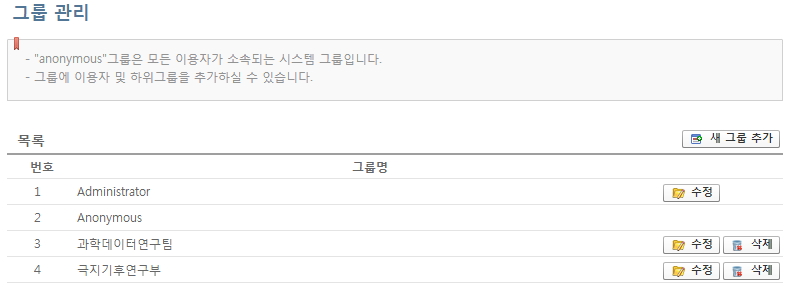 그룹 관리
- "anonymous"그룹은 모든 이용자가 소속되는 시스템 그룹입니다.
- 그룹에 이용자 및 하위그룹을 추가하실 수 있습니다.
목록 새 그룹 추가
번호 그룹명
1 Administrator 수정
2 Anonymous
3 과학데이터연구팀 수정 삭제
4 극지기후연구부 수정 삭제